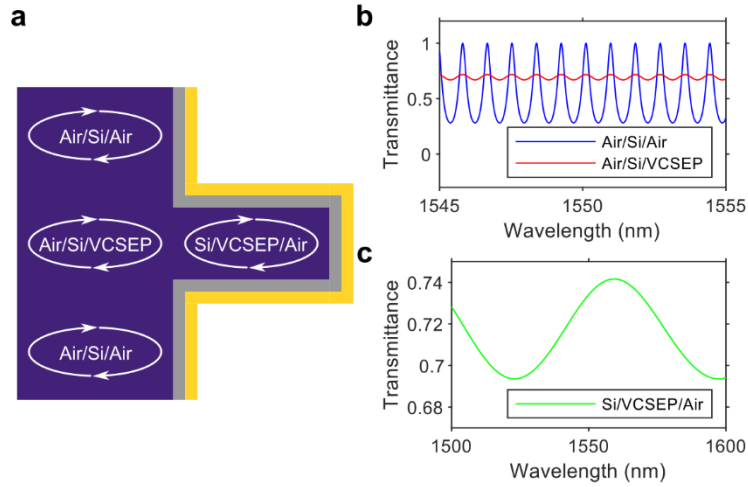 a
Air/Si/Air
Air/Si/VCSEP
Si/VCSEP/Air
Air/Si/Air
b
Transmittance
1
0.5
0
Air/Si/Air
Air/Si/VCSEP
1545
1550
1555
Wavelength (nm)
c
Transmittance
0.74
0.72
0.7
0.68
Si/VCSEP/Air
1500
1550
1600
Wavelength (nm)